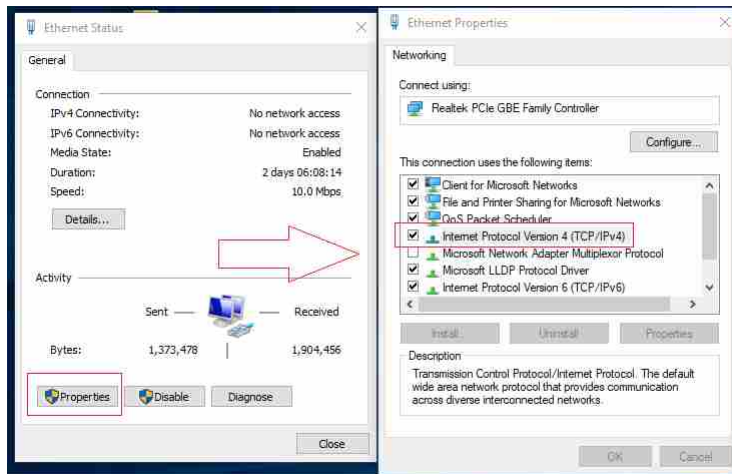 Ethernet Status
General
Connection
IPv4 Connectivity: No network access
IPv6 Connectivity: No network access
Media State: Enabled
Duration: 2 days 06:08:14
Speed: 10.0 Mbps
Details...
Activity
Sent — Received
Bytes: 1,373,478 | 1,904,456
Properties Disable Diagnose
Close
Ethernet Properties
Networking
Connect using:
Realtek PCIe GBE Family Controller
Configure...
This connection uses the following items:
Client for Microsoft Networks
File and Printer Sharing for Microsoft Networks
QoS Packet Scheduler
Internet Protocol Version 4 (TCP/IPv4)
Microsoft Network Adapter Multiplexor Protocol
Microsoft LLDP Protocol Driver
Internet Protocol Version 6 (TCP/IPv6)
Install... Uninstall Properties
Description
Transmission Control Protocol/Internet Protocol. The default
wide area network protocol that provides communication
across diverse interconnected networks.
OK Cancel